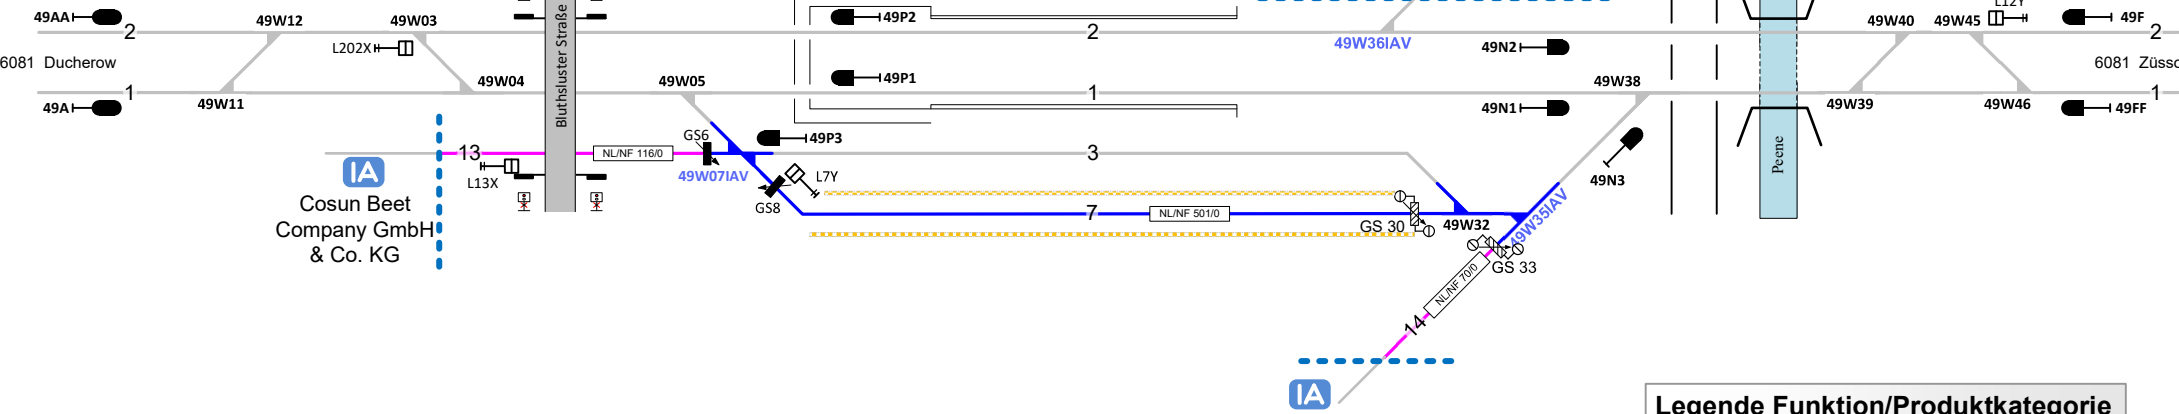 49AA
49W12
49W03
49P2
L12Y
49W40
49W45
49F
2
2
2
L202X
49W36IAV
49N2
6081 Ducherow
6081
Bluthsluster Straße
49W04
49W05
49P1
49W38
1
1
1
49A
49W11
49N1
49W39
49W46
49FF
GS6
49P3
13
NL/NF 116/0
3
Peene
IA
L13X
49W07IAV
L7Y
49N3
Cosun Beet
Company GmbH
& Co. KG
GS8
7
NL/NF 501/0
GS 30
49W32
49W35IAV
GS 33
NL/NF 70/0
14
IA
Legende Funktion/Produktkategorie